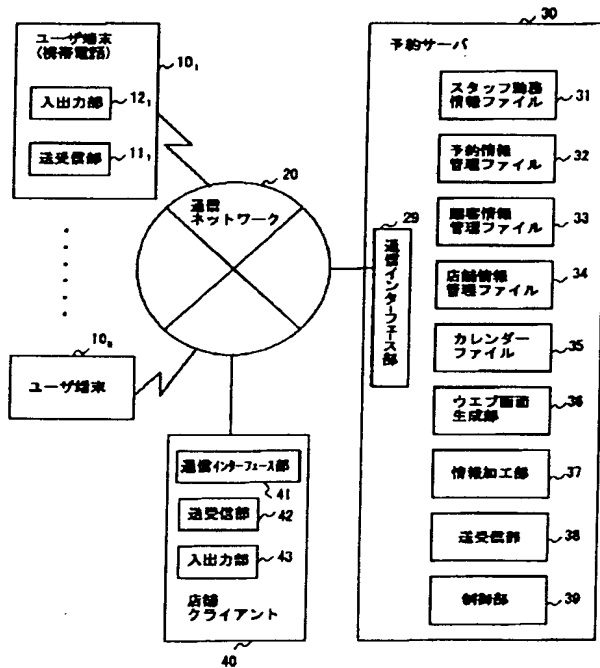 ユーザ端末
(携帯電話)
10₁
入出力部
12₁
送受信部
11₁
20
通信
ネットワーク
10ₙ
ユーザ端末
通信インターフェース部
41
送受信部
42
入出力部
43
店舗
クライアント
40
30
予約サーバ
29
通信インターフェース部
スタッフ勤務
情報ファイル
31
予約情報
管理ファイル
32
顧客情報
管理ファイル
33
店舗情報
管理ファイル
34
カレンダー
ファイル
35
ウエブ画面
生成部
36
情報加工部
37
送受信部
38
制御部
39